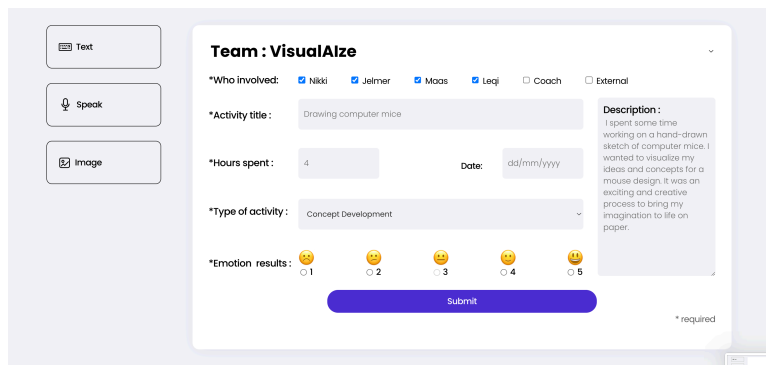 Text
Speak
Image
Team : VisualAIze
*Who involved: Nikki Jelmer Maas Leqi Coach External
*Activity title : Drawing computer mice
*Hours spent : 4 Date: dd/mm/yyyy
*Type of activity : Concept Development
*Emotion results : 1 2 3 4 5
Description :
I spent some time
working on a hand-drawn
sketch of computer mice. I
wanted to visualize my
ideas and concepts for a
mouse design. It was an
exciting and creative
process to bring my
imagination to life on
paper.
Submit
* required